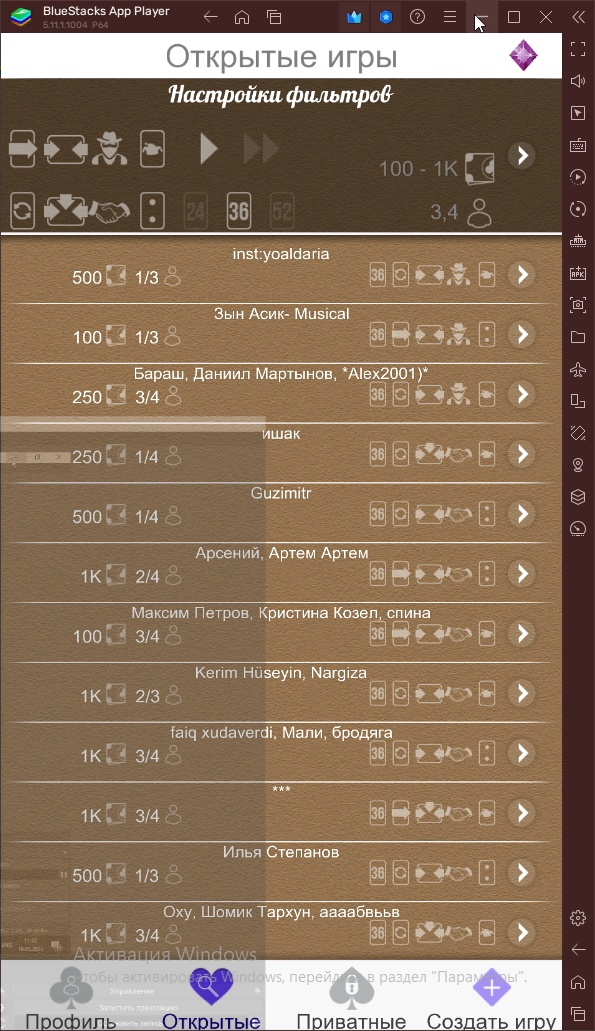 BlueStacks App Player
5.11.1.1004 P64
Открытые игры
Настройки фильтров
100 - 1K
24 36 52
3,4
inst:yoaldaria
500 1/3 36
Зын Асик- Musical
100 1/3 36
Бараш, Даниил Мартынов, *Alex2001)*
250 3/4 36
ишак
250 1/4 36
Guzimitr
500 1/4 36
Арсений, Артем Артем
1K 2/4 36
Максим Петров, Кристина Козел, спина
100 3/4 36
Kerim Hüseyin, Nargiza
1K 2/3 36
faiq xudaverdi, Мали, бродяга
1K 3/4 36
***
1K 3/4 36
Илья Степанов
500 1/3 36
Оху, Шомик Тархун, аааабвььв
1K 3/4 36
Активация Windows
чтобы активировать Windows, перейдите в раздел "Параметры".
Управление
Запустить трансляцию
Профиль Открытые Приватные Создать игру